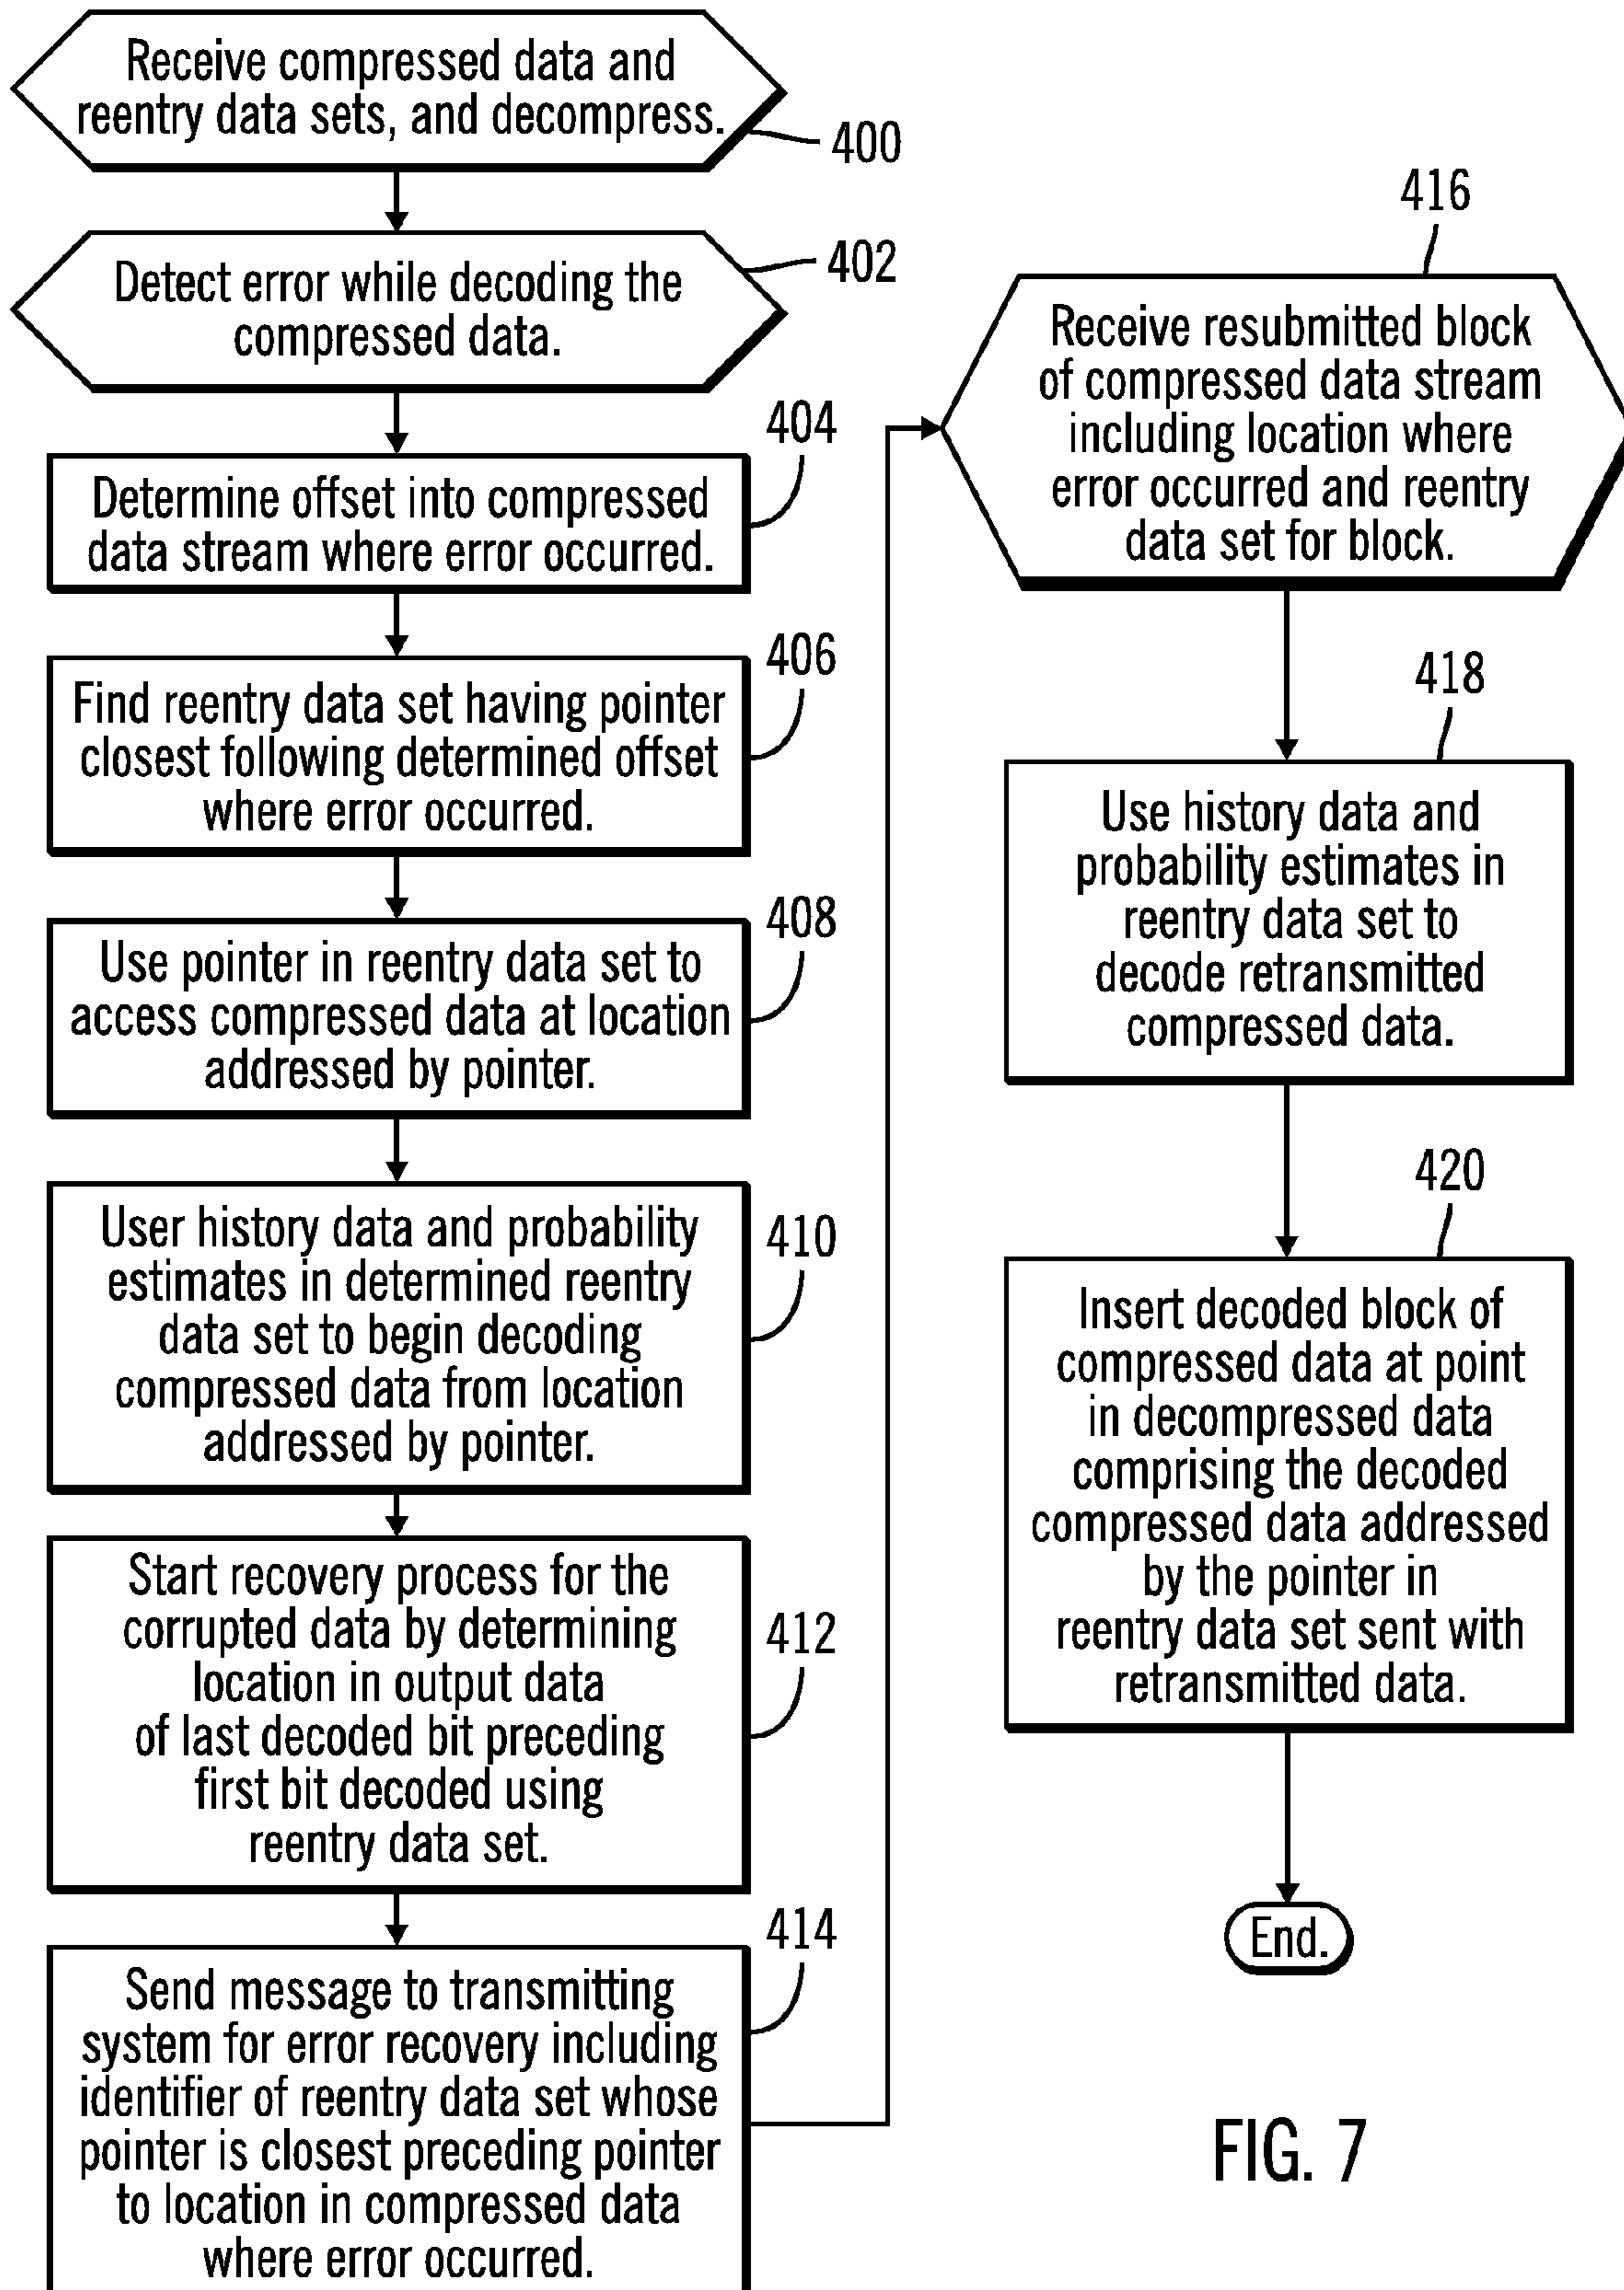 Receive compressed data and
reentry data sets, and decompress.
400
Detect error while decoding the
compressed data.
402
404
Determine offset into compressed
data stream where error occurred.
406
Find reentry data set having pointer
closest following determined offset
where error occurred.
408
Use pointer in reentry data set to
access compressed data at location
addressed by pointer.
410
User history data and probability
estimates in determined reentry
data set to begin decoding
compressed data from location
addressed by pointer.
412
Start recovery process for the
corrupted data by determining
location in output data
of last decoded bit preceding
first bit decoded using
reentry data set.
414
Send message to transmitting
system for error recovery including
identifier of reentry data set whose
pointer is closest preceding pointer
to location in compressed data
where error occurred.
416
Receive resubmitted block
of compressed data stream
including location where
error occurred and reentry
data set for block.
418
Use history data and
probability estimates in
reentry data set to
decode retransmitted
compressed data.
420
Insert decoded block of
compressed data at point
in decompressed data
comprising the decoded
compressed data addressed
by the pointer in
reentry data set sent with
retransmitted data.
End.
FIG. 7